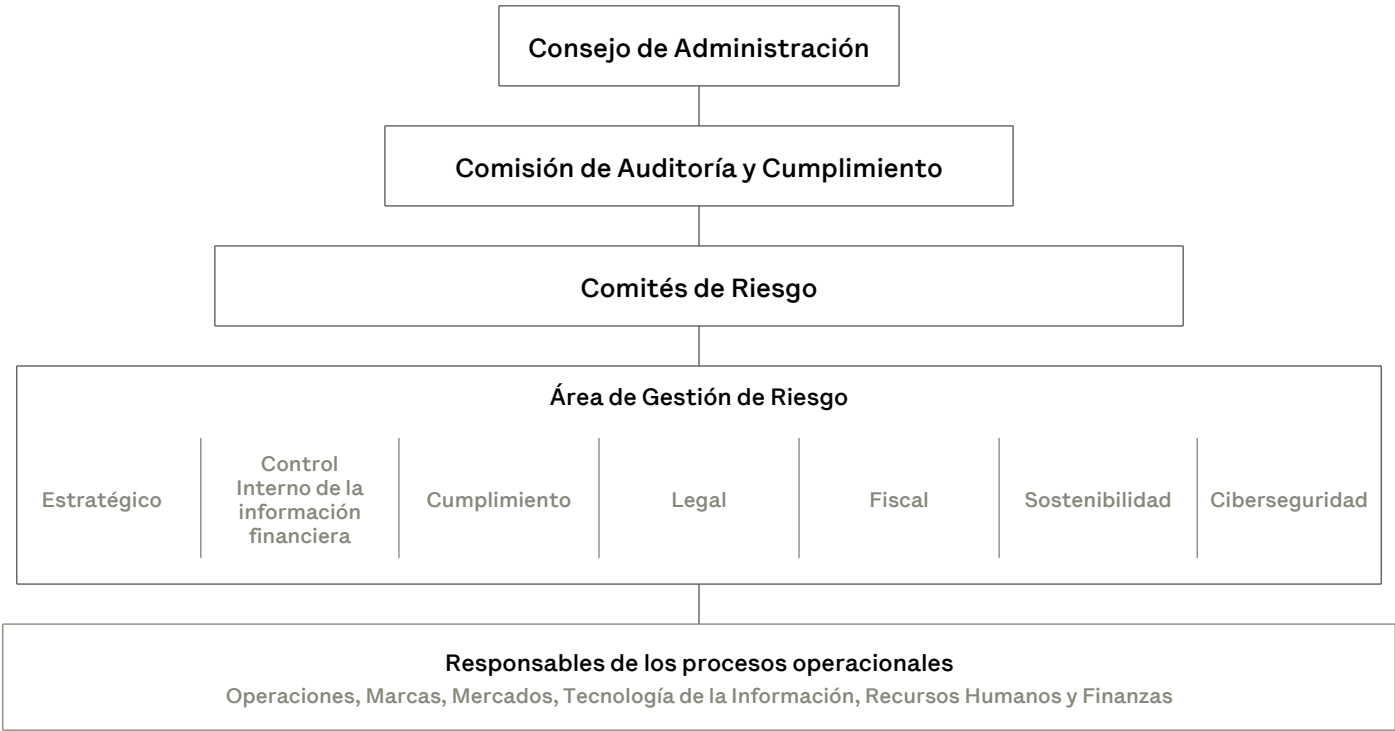 Consejo de Administración
Comisión de Auditoría y Cumplimiento
Comités de Riesgo
Área de Gestión de Riesgo
Estratégico
Control
Interno de la
información
financiera
Cumplimiento
Legal
Fiscal
Sostenibilidad
Ciberseguridad
Responsables de los procesos operacionales
Operaciones, Marcas, Mercados, Tecnología de la Información, Recursos Humanos y Finanzas